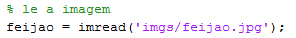 % le a imagem
feijao = imread('imgs/feijao.jpg');